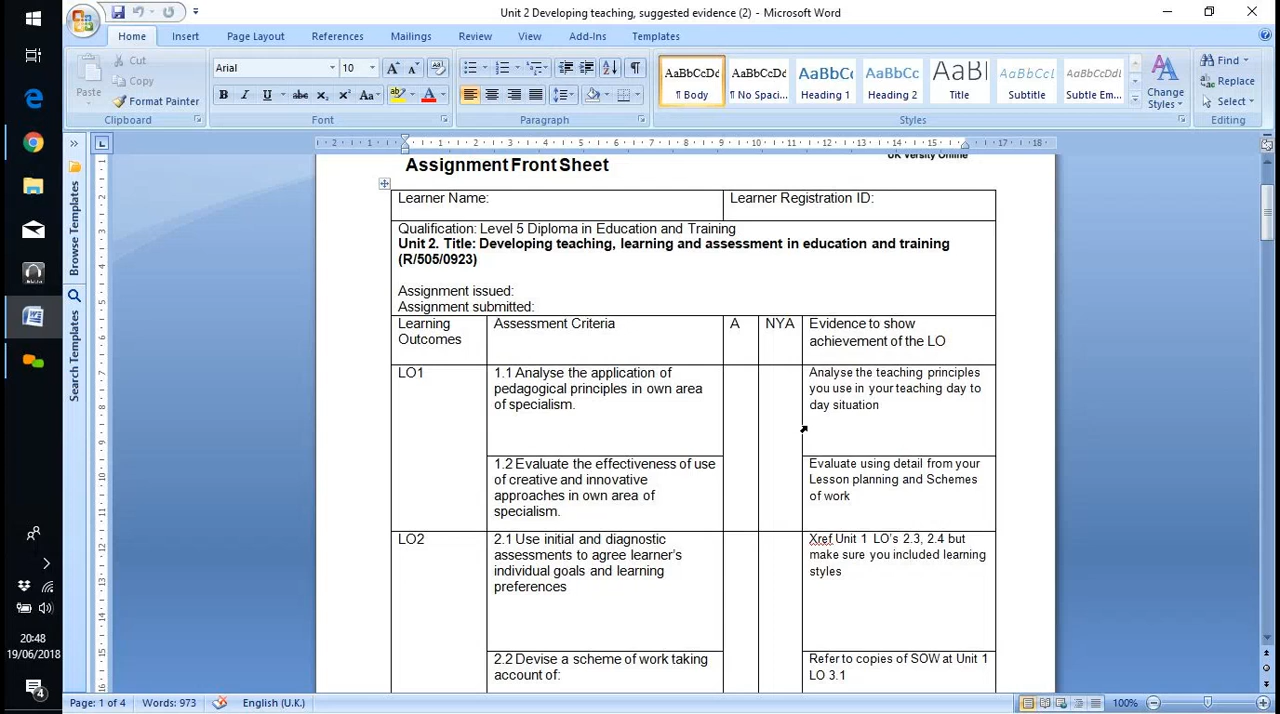 Unit 2 Developing teaching, suggested evidence (2) - Microsoft Word
Home Insert Page Layout References Mailings Review View Add-Ins Templates
Paste
Cut
Copy
Format Painter
Clipboard
Arial 10
B I U abc X₂ X² Aa
Font
Paragraph
AaBbCcDd ¶ Body
AaBbCcDd ¶ No Spaci...
AaBbCc Heading 1
AaBbCc Heading 2
AaBl Title
AaBbCcI Subtitle
AaBbCcDdl Subtle Em...
Change Styles
Styles
Find
Replace
Select
Editing
Browse Templates
Search Templates
UK Versity Online
Assignment Front Sheet
Learner Name:
Learner Registration ID:
Qualification: Level 5 Diploma in Education and Training
Unit 2. Title: Developing teaching, learning and assessment in education and training
(R/505/0923)
Assignment issued:
Assignment submitted:
Learning
Outcomes
Assessment Criteria
A
NYA
Evidence to show
achievement of the LO
LO1
1.1 Analyse the application of
pedagogical principles in own area
of specialism.
Analyse the teaching principles
you use in your teaching day to
day situation
1.2 Evaluate the effectiveness of use
of creative and innovative
approaches in own area of
specialism.
Evaluate using detail from your
Lesson planning and Schemes
of work
LO2
2.1 Use initial and diagnostic
assessments to agree learner's
individual goals and learning
preferences
Xref Unit 1 LO's 2.3, 2.4 but
make sure you included learning
styles
2.2 Devise a scheme of work taking
account of:
Refer to copies of SOW at Unit 1
LO 3.1
20:48
19/06/2018
4
Page: 1 of 4
Words: 973
English (U.K.)
100%